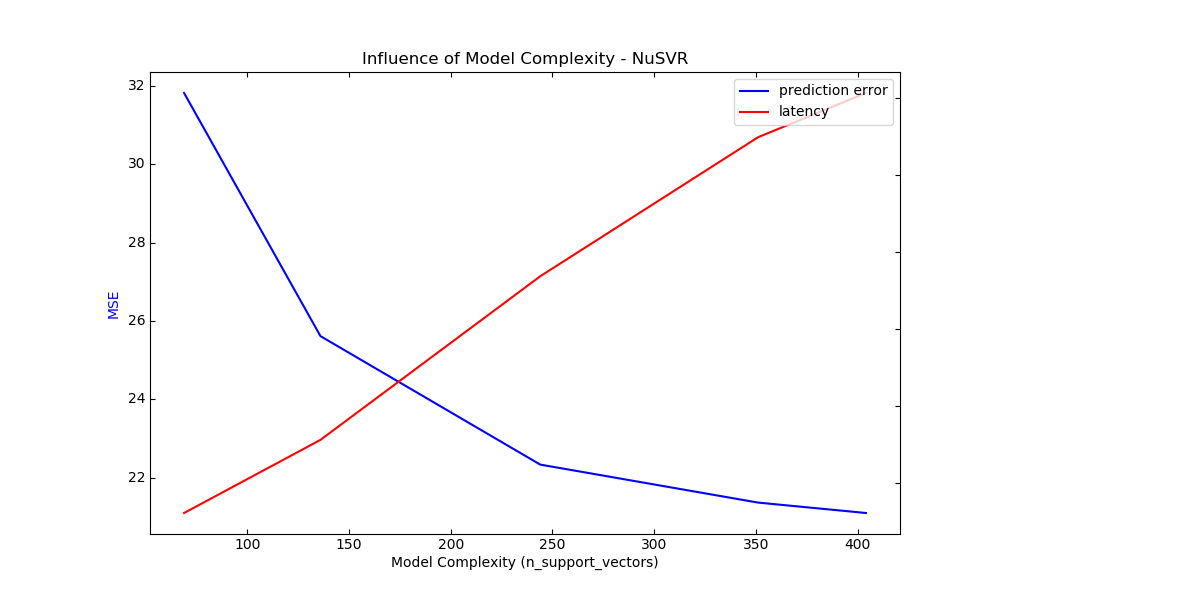 Influence of Model Complexity - NuSVR
prediction error
latency
32
30
28
26
24
22
MSE
100 150 200 250 300 350 400
Model Complexity (n_support_vectors)